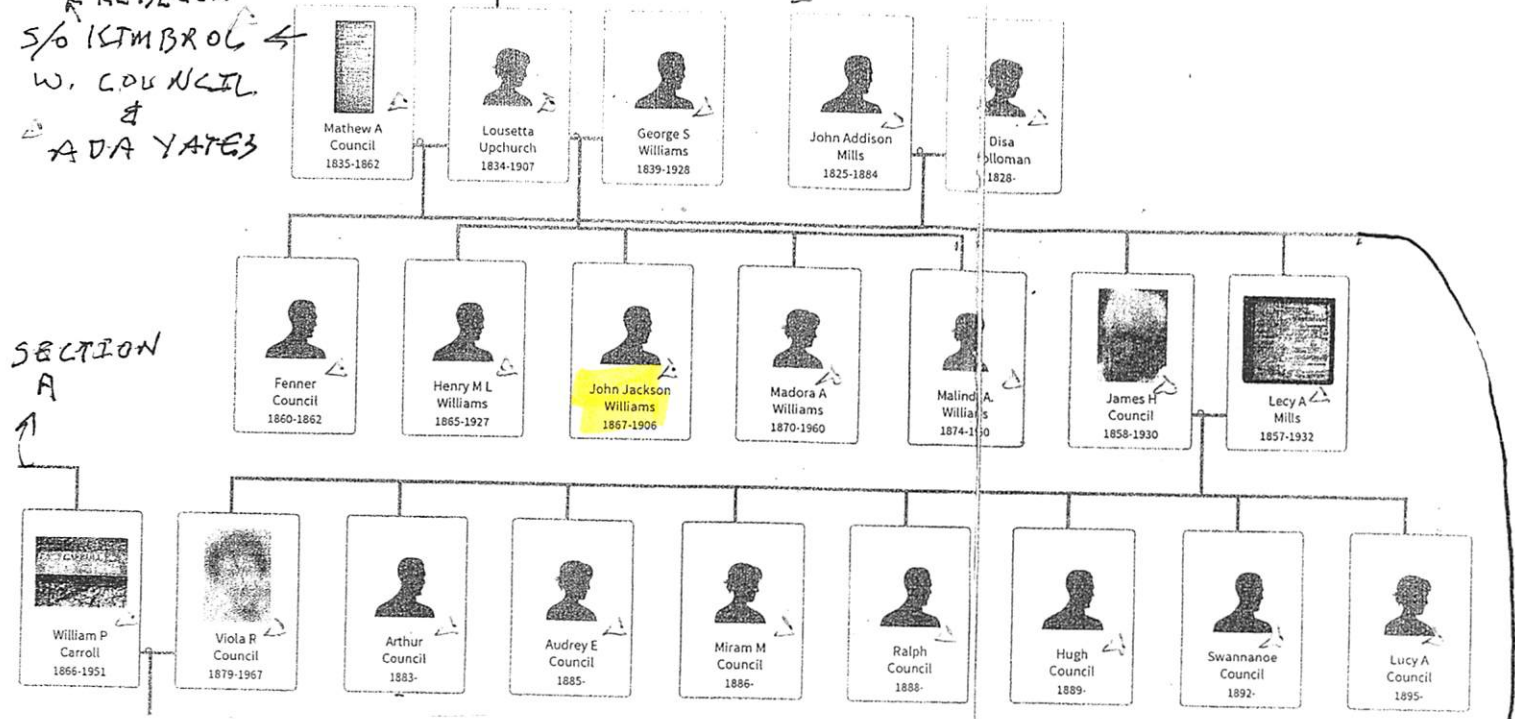 S/O KIMBROL
W. COUNCIL
&
ADA YATES
Mathew A
Council
1835-1862
Lousetta
Upchurch
1834-1907
George S
Williams
1839-1928
John Addison
Mills
1825-1884
Disa
olloman
1828-
SECTION
A
Fenner
Council
1860-1862
Henry M L
Williams
1865-1927
John Jackson
Williams
1867-1906
Madora A
Williams
1870-1960
Malind A.
Williams
James H
Council
1858-1930
Lecy A
Mills
1857-1932
CARROLL
William P
Carroll
1866-1951
Viola R
Council
1879-1967
Arthur
Council
1883-
Audrey E
Council
1885-
Miram M
Council
1886-
Ralph
Council
1888-
Hugh
Council
1889-
Swannanoe
Council
1892-
Lucy A
Council
1895-